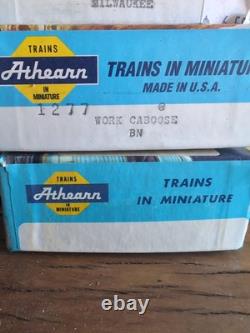 MILWAUKEE
TRAINS
Athearn
IN
MINIATURE
TRAINS IN MINIATURE
MADE IN U.S.A.
1277 @
WORK CABOOSE
BN
TRAINS
Athearn
IN
MINIATURE
TRAINS
IN MINIATURE